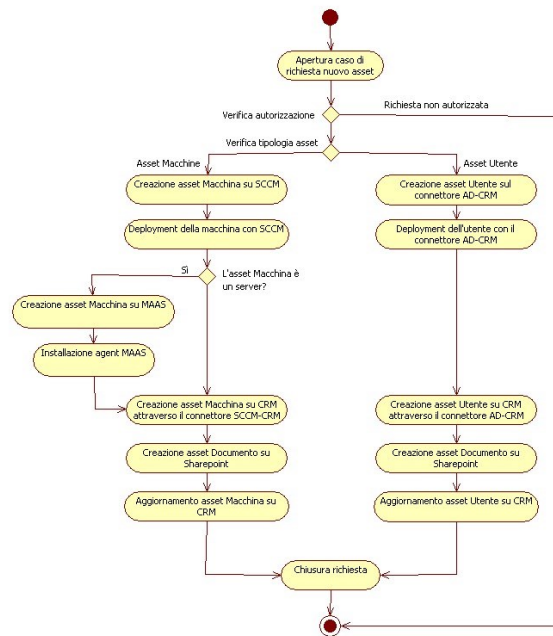 Apertura caso di
richiesta nuovo asset
Richiesta non autorizzata
Verifica autorizzazione
Verifica tipologia asset
Asset Macchine
Asset Utente
Creazione asset Macchina su SCCM
Creazione asset Utente sul
connettore AD-CRM
Deployment della macchina con SCCM
Deployment dell'utente con il
connettore AD-CRM
Sì
L'asset Macchina è
un server?
Creazione asset Macchina su MAAS
Installazione agent MAAS
Creazione asset Macchina su CRM
attraverso il connettore SCCM-CRM
Creazione asset Utente su CRM
attraverso il connettore AD-CRM
Creazione asset Documento su
Sharepoint
Creazione asset Documento su
Sharepoint
Aggiornamento asset Macchina su
CRM
Aggiornamento asset Utente su CRM
Chiusura richiesta